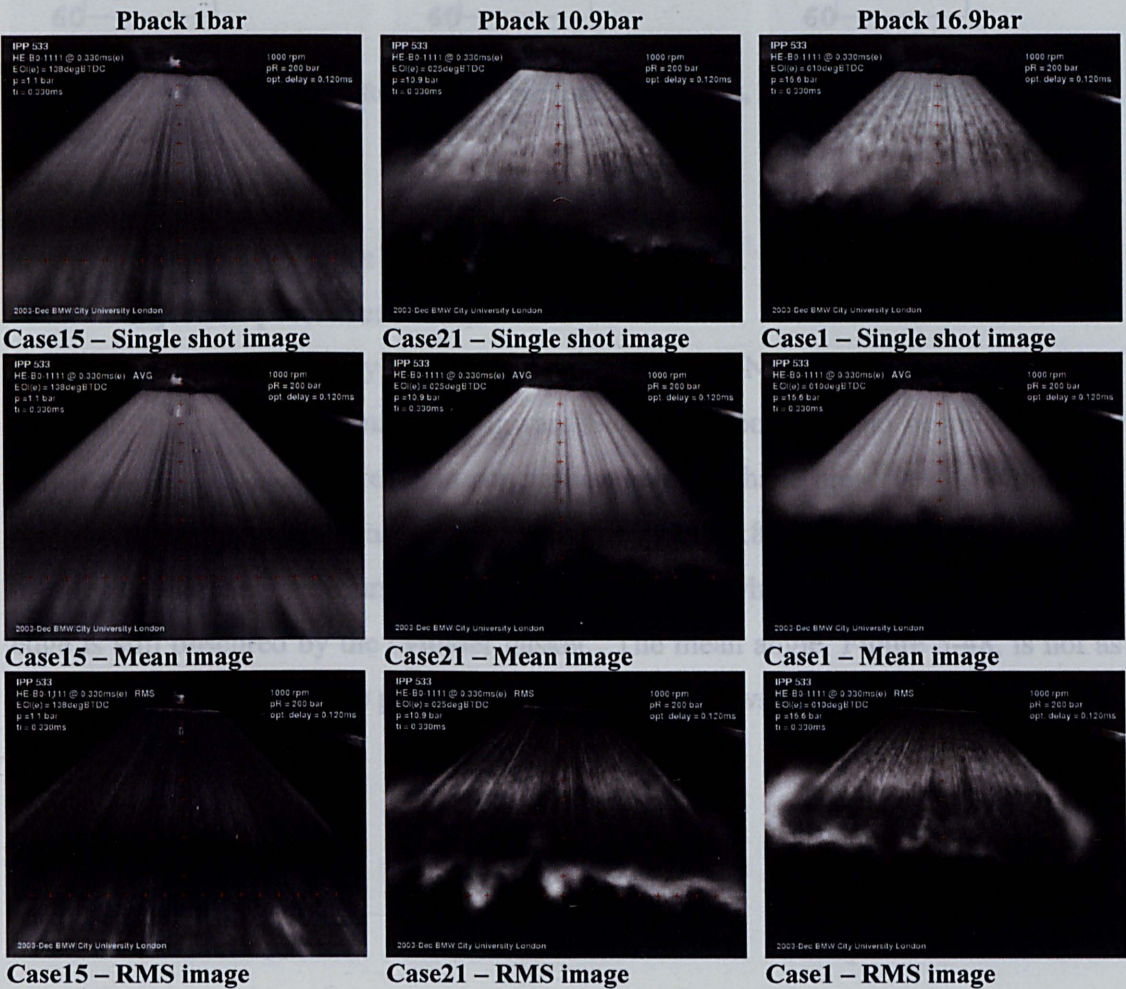 Pback 1bar
Pback 10.9bar
Pback 16.9bar
IPP 533
HE-B0-1111 @ 0.330ms(e)
EOI(e) = 138degBTDC
p =1.1 bar
ti = 0.330ms
1000 rpm
pR = 200 bar
opt. delay = 0.120ms
2003-Dec BMW City University London
IPP 533
HE-B0-1111 @ 0.330ms(e)
EOI(e) = 025degBTDC
p =10.9 bar
ti = 0.330ms
1000 rpm
pR = 200 bar
opt. delay = 0.120ms
2003-Dec BMW City University London
IPP 533
HE-B0-1111 @ 0.330ms(e)
EOI(e) = 010degBTDC
p =16.6 bar
ti = 0.330ms
1000 rpm
pR = 200 bar
opt. delay = 0.120ms
2003-Dec BMW City University London
Case15 – Single shot image
Case21 – Single shot image
Case1 – Single shot image
IPP 533
HE-B0-1111 @ 0.330ms(e) AVG
EOI(e) = 138degBTDC
p =1.1 bar
ti = 0.330ms
1000 rpm
pR = 200 bar
opt. delay = 0.120ms
2003-Dec BMW City University London
IPP 533
HE-B0-1111 @ 0.330ms(e) AVG
EOI(e) = 025degBTDC
p =10.9 bar
ti = 0.330ms
1000 rpm
pR = 200 bar
opt. delay = 0.120ms
2003-Dec BMW City University London
IPP 533
HE-B0-1111 @ 0.330ms(e) AVG
EOI(e) = 010degBTDC
p =16.6 bar
ti = 0.330ms
1000 rpm
pR = 200 bar
opt. delay = 0.120ms
2003-Dec BMW City University London
Case15 – Mean image
Case21 – Mean image
Case1 – Mean image
IPP 533
HE-B0-1111 @ 0.330ms(e) RMS
EOI(e) = 138degBTDC
p =1.1 bar
ti = 0.330ms
1000 rpm
pR = 200 bar
opt. delay = 0.120ms
2003-Dec BMW City University London
IPP 533
HE-B0-1111 @ 0.330ms(e) RMS
EOI(e) = 025degBTDC
p =10.9 bar
ti = 0.330ms
1000 rpm
pR = 200 bar
opt. delay = 0.120ms
2003-Dec BMW City University London
IPP 533
HE-B0-1111 @ 0.330ms(e) RMS
EOI(e) = 010degBTDC
p =16.6 bar
ti = 0.330ms
1000 rpm
pR = 200 bar
opt. delay = 0.120ms
2003-Dec BMW City University London
Case15 – RMS image
Case21 – RMS image
Case1 – RMS image